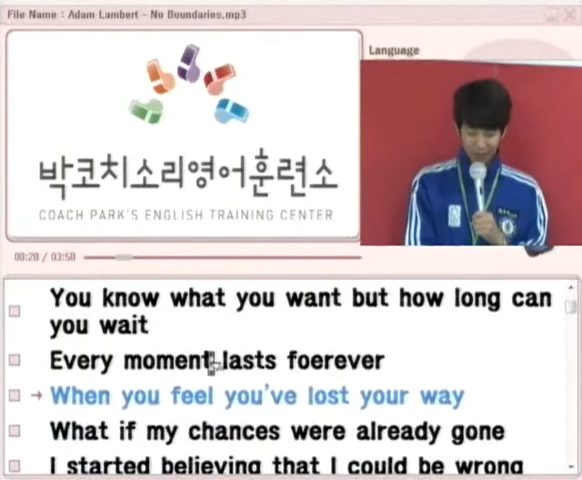 File Name : Adam Lambert - No Boundaries.mp3
Language
박코치소리영어훈련소
COACH PARK'S ENGLISH TRAINING CENTER
00:20 / 03:50
You know what you want but how long can
you wait
Every moment lasts foerever
When you feel you've lost your way
What if my chances were already gone
I started believing that I could be wrong